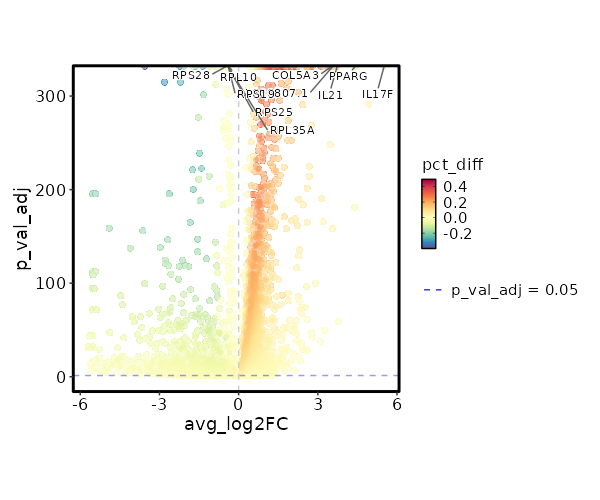 RPS28
RPL10
COL5A3
PPARG
RPS19
807.1
IL21
IL17F
RPS25
RPL35A
300
200
100
0
-6
-3
0
3
6
p_val_adj
avg_log2FC
pct_diff
0.4
0.2
0.0
-0.2
p_val_adj = 0.05